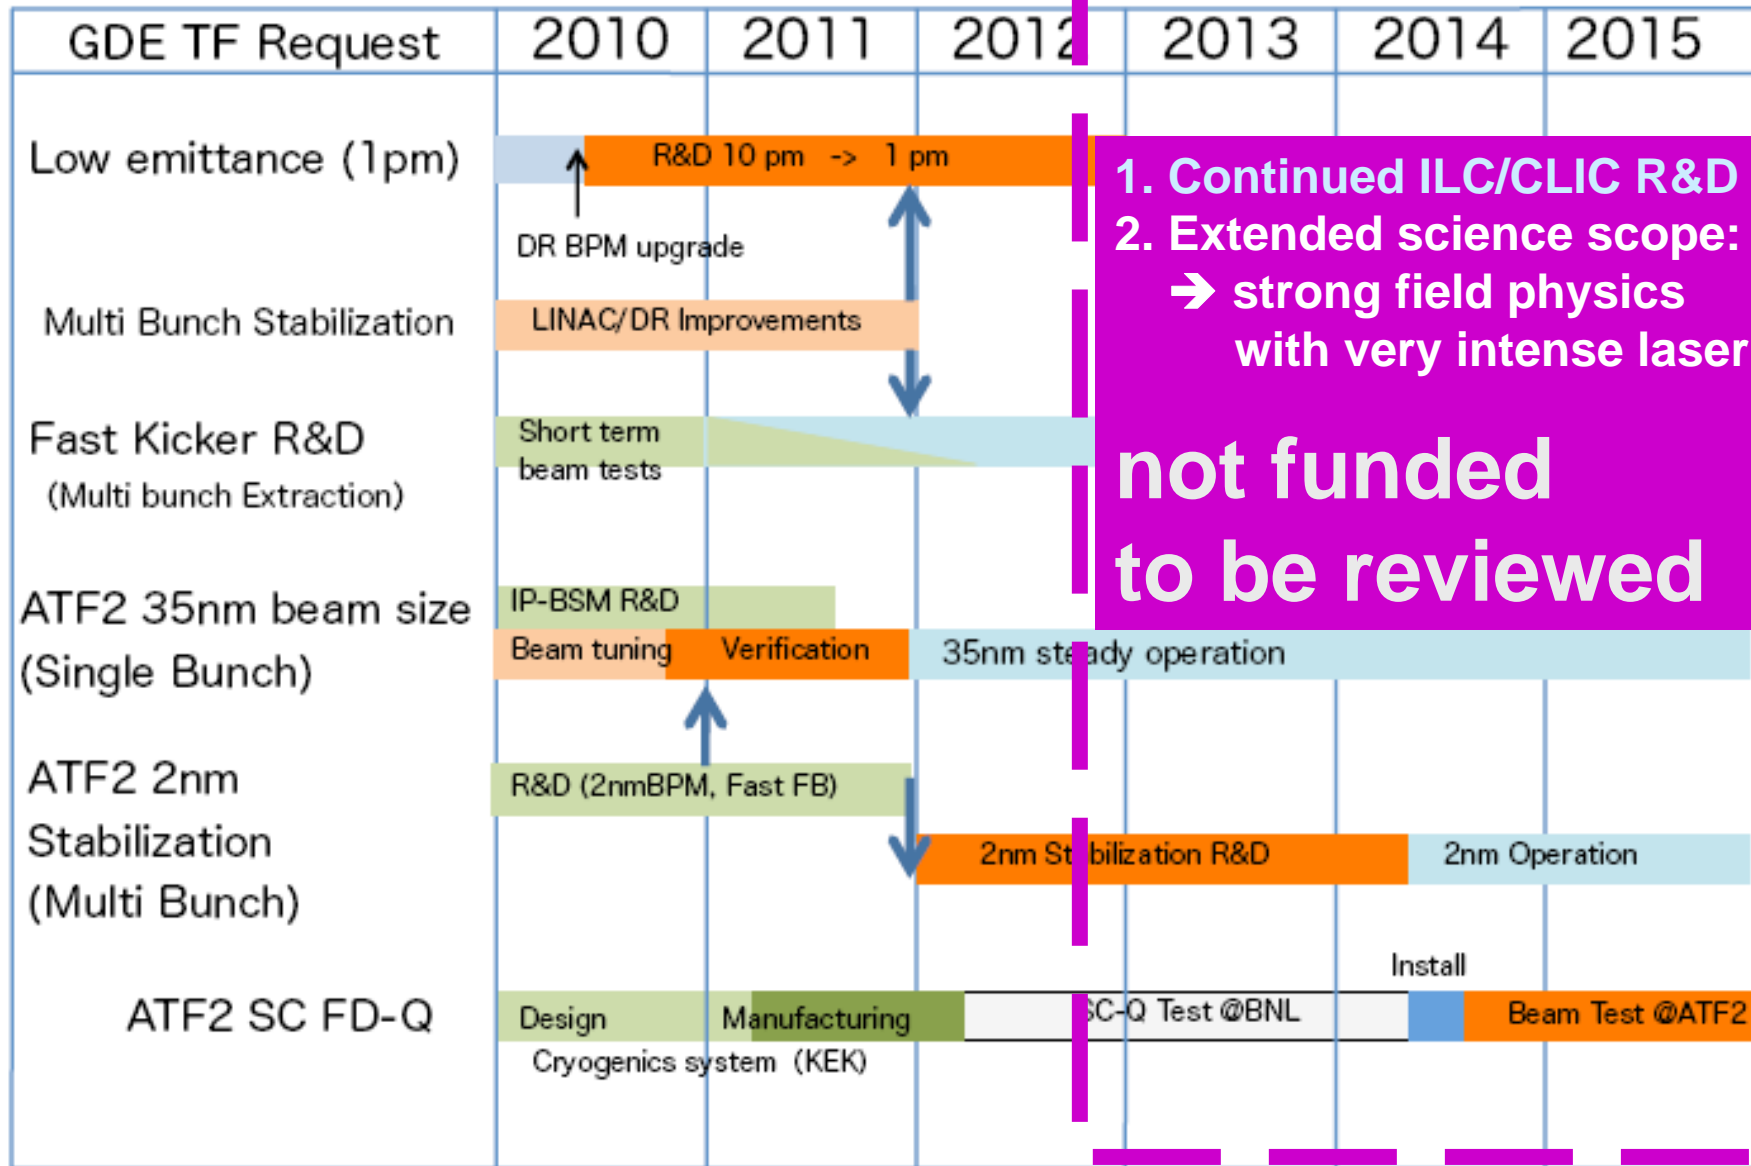 GDE TF Request 2010 2011 2012 2013 2014 2015
Low emittance (1pm)
R&D 10 pm -> 1 pm
DR BPM upgrade
1. Continued ILC/CLIC R&D
2. Extended science scope:
➔ strong field physics
with very intense laser
not funded
to be reviewed
Multi Bunch Stabilization
LINAC/DR Improvements
Fast Kicker R&D
(Multi bunch Extraction)
Short term
beam tests
ATF2 35nm beam size
(Single Bunch)
IP-BSM R&D
Beam tuning Verification 35nm steady operation
ATF2 2nm
Stabilization
(Multi Bunch)
R&D (2nmBPM, Fast FB)
2nm Stabilization R&D 2nm Operation
Install
ATF2 SC FD-Q
Design Manufacturing SC-Q Test @BNL Beam Test @ATF2
Cryogenics system (KEK)